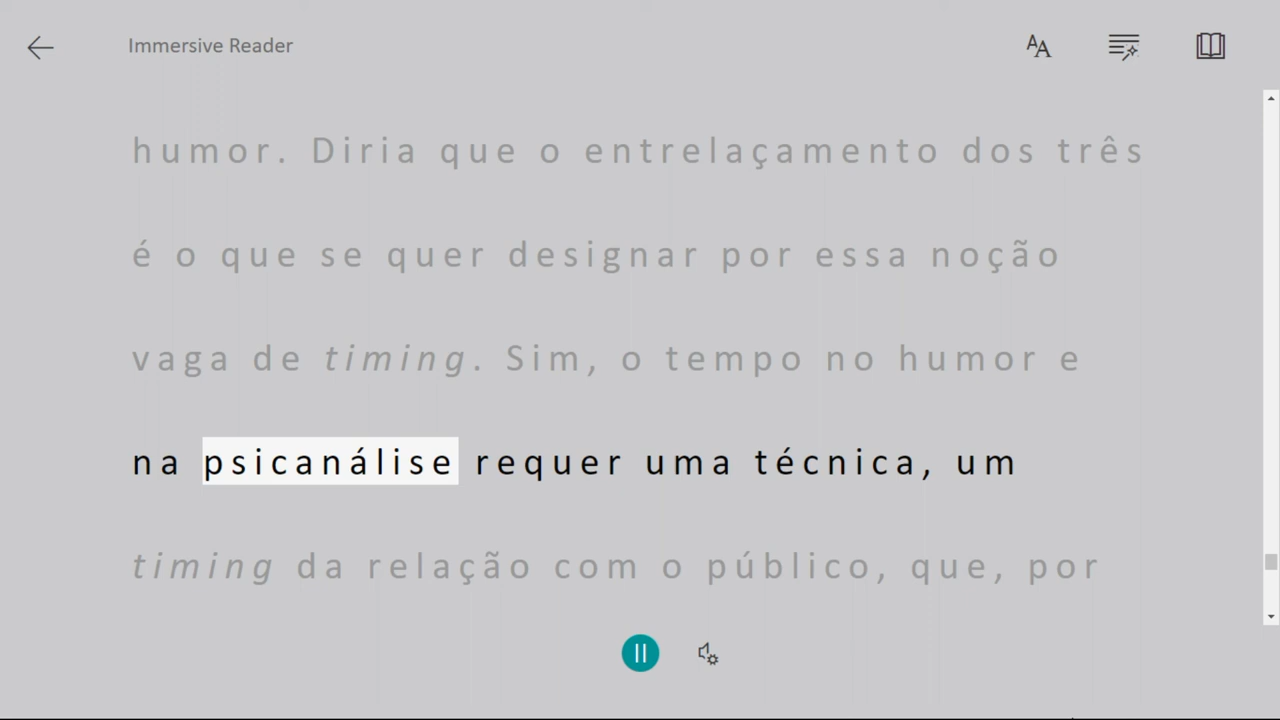 Immersive Reader
humor. Diria que o entrelaçamento dos três
é o que se quer designar por essa noção
vaga de timing. Sim, o tempo no humor e
na psicanálise requer uma técnica, um
timing da relação com o público, que, por